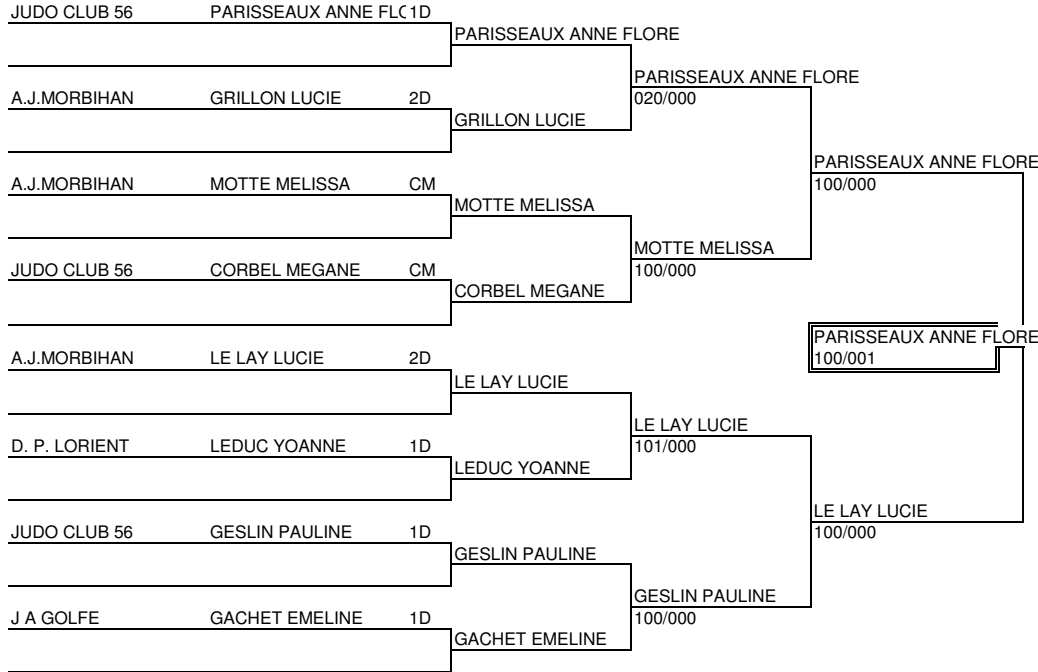 JUDO CLUB 56 PARISSEAUX ANNE FLO 1D
PARISSEAUX ANNE FLORE
PARISSEAUX ANNE FLORE
020/000
A.J.MORBIHAN GRILLON LUCIE 2D
GRILLON LUCIE
PARISSEAUX ANNE FLORE
100/000
A.J.MORBIHAN MOTTE MELISSA CM
MOTTE MELISSA
MOTTE MELISSA
100/000
JUDO CLUB 56 CORBEL MEGANE CM
CORBEL MEGANE
PARISSEAUX ANNE FLORE
100/001
A.J.MORBIHAN LE LAY LUCIE 2D
LE LAY LUCIE
LE LAY LUCIE
101/000
D. P. LORIENT LEDUC YOANNE 1D
LEDUC YOANNE
LE LAY LUCIE
100/000
JUDO CLUB 56 GESLIN PAULINE 1D
GESLIN PAULINE
GESLIN PAULINE
100/000
J A GOLFE GACHET EMELINE 1D
GACHET EMELINE